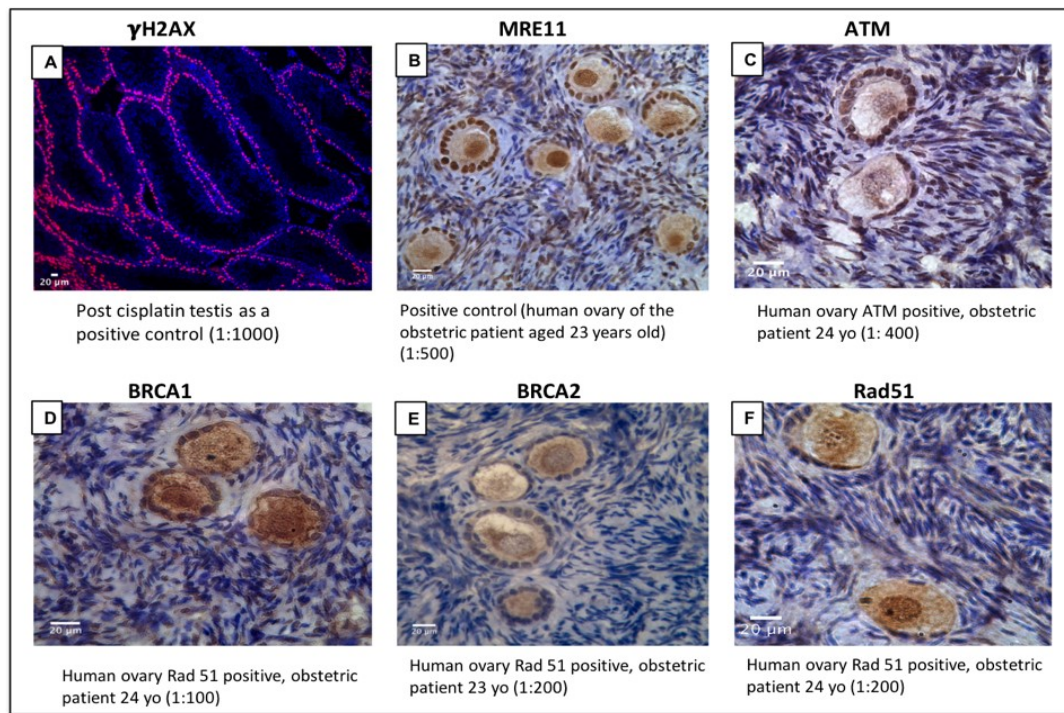 γH2AX
MRE11
ATM
A
B
C
20 µm
20 µm
20 µm
Post cisplatin testis as a
positive control (1:1000)
Positive control (human ovary of the
obstetric patient aged 23 years old)
(1:500)
Human ovary ATM positive, obstetric
patient 24 yo (1: 400)
BRCA1
BRCA2
Rad51
D
E
F
20 µm
20 µm
20 µm
Human ovary Rad 51 positive, obstetric
patient 24 yo (1:100)
Human ovary Rad 51 positive, obstetric
patient 23 yo (1:200)
Human ovary Rad 51 positive, obstetric
patient 24 yo (1:200)